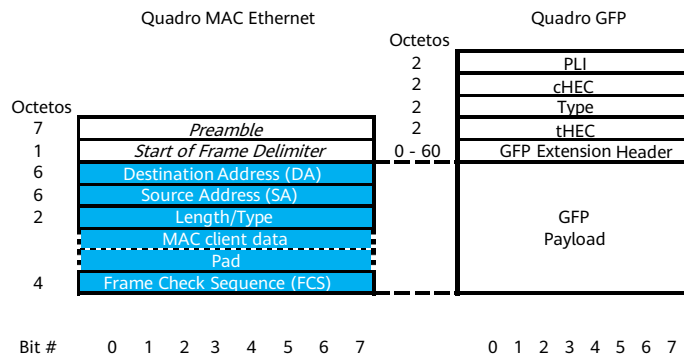 Quadro MAC Ethernet
Quadro GFP
Octetos
2 PLI
2 cHEC
2 Type
2 tHEC
0 - 60 GFP Extension Header
GFP
Payload
Octetos
7 Preamble
1 Start of Frame Delimiter
6 Destination Address (DA)
6 Source Address (SA)
2 Length/Type
MAC client data
Pad
4 Frame Check Sequence (FCS)
Bit # 0 1 2 3 4 5 6 7
0 1 2 3 4 5 6 7